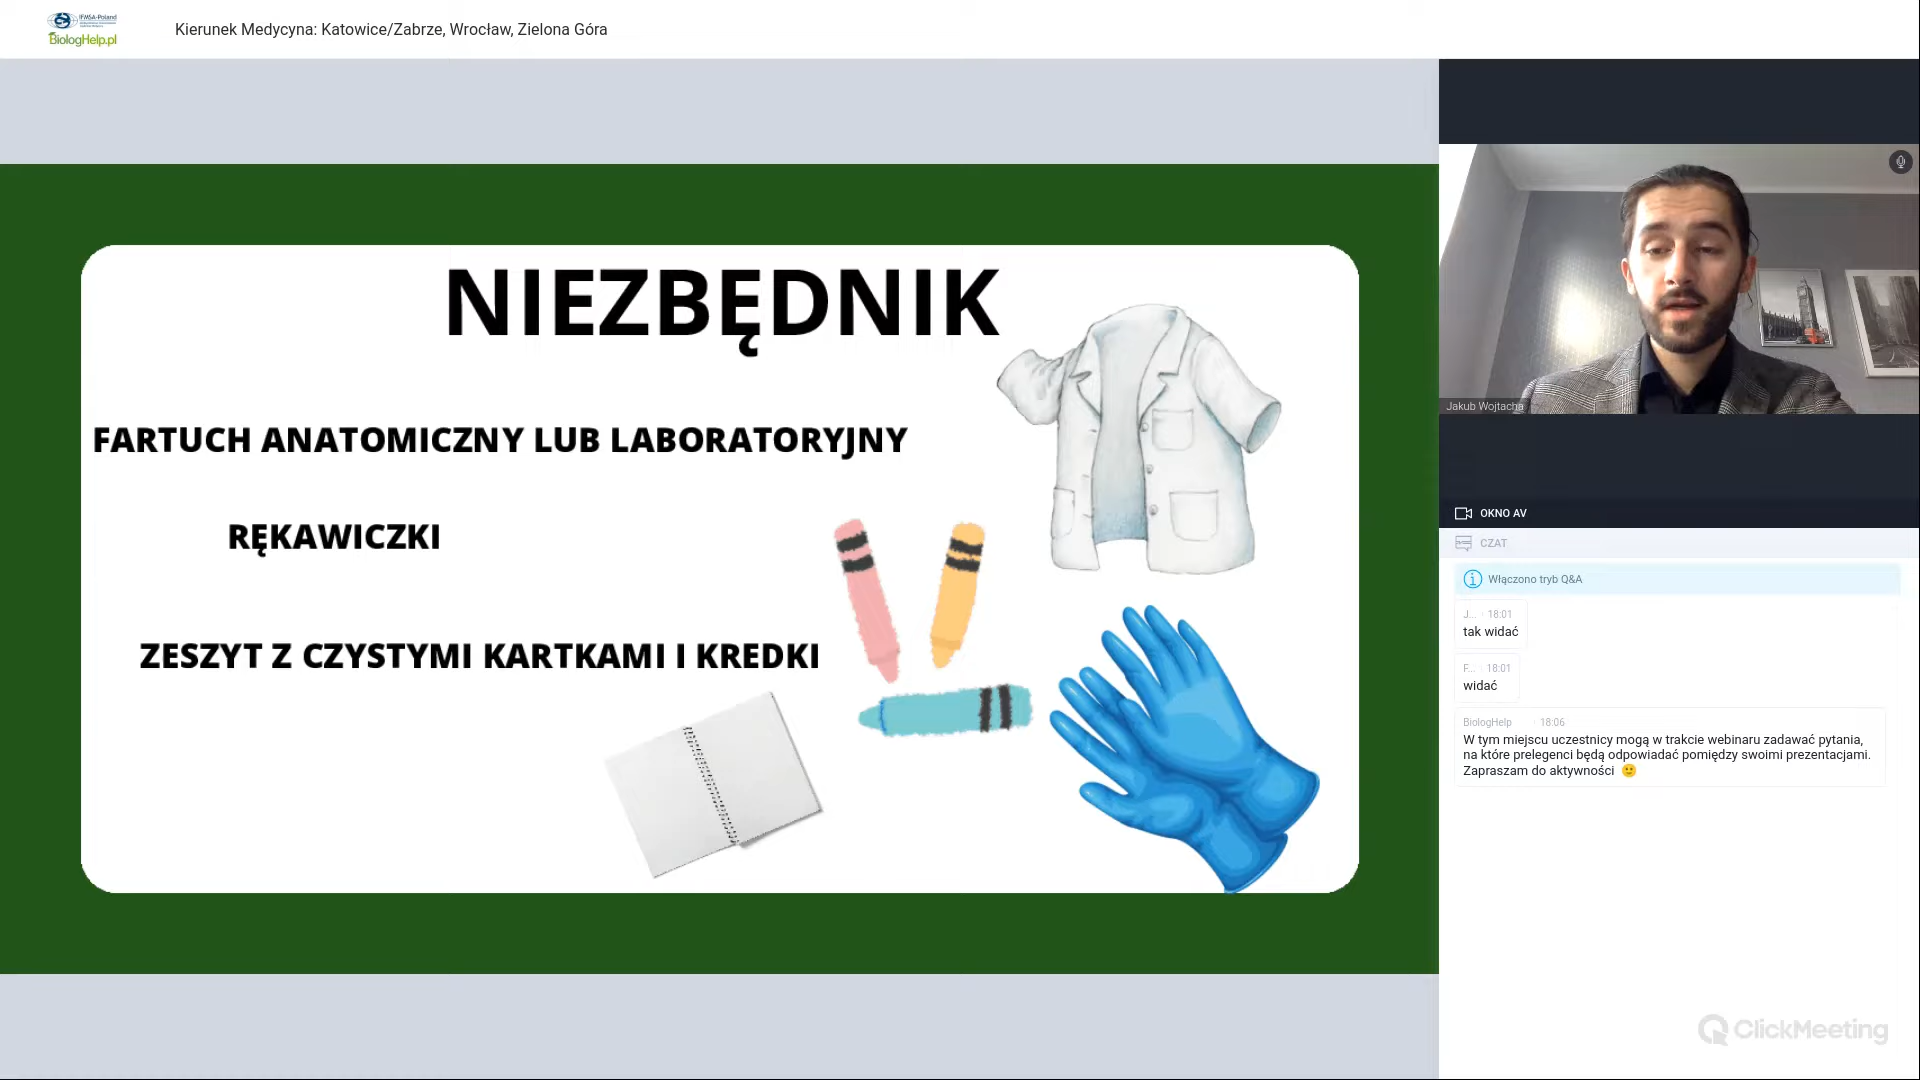 IFMSA-Poland
BiologHelp.pl
Kierunek Medycyna: Katowice/Zabrze, Wrocław, Zielona Góra
NIEZBĘDNIK
FARTUCH ANATOMICZNY LUB LABORATORYJNY
RĘKAWICZKI
ZESZYT Z CZYSTYMI KARTKAMI I KREDKI
Jakub Wojtacha
OKNO AV
CZAT
Włączono tryb Q&A
J... · 18:01
tak widać
F... · 18:01
widać
BiologHelp · 18:06
W tym miejscu uczestnicy mogą w trakcie webinaru zadawać pytania,
na które prelegenci będą odpowiadać pomiędzy swoimi prezentacjami.
Zapraszam do aktywności 🙂
ClickMeeting